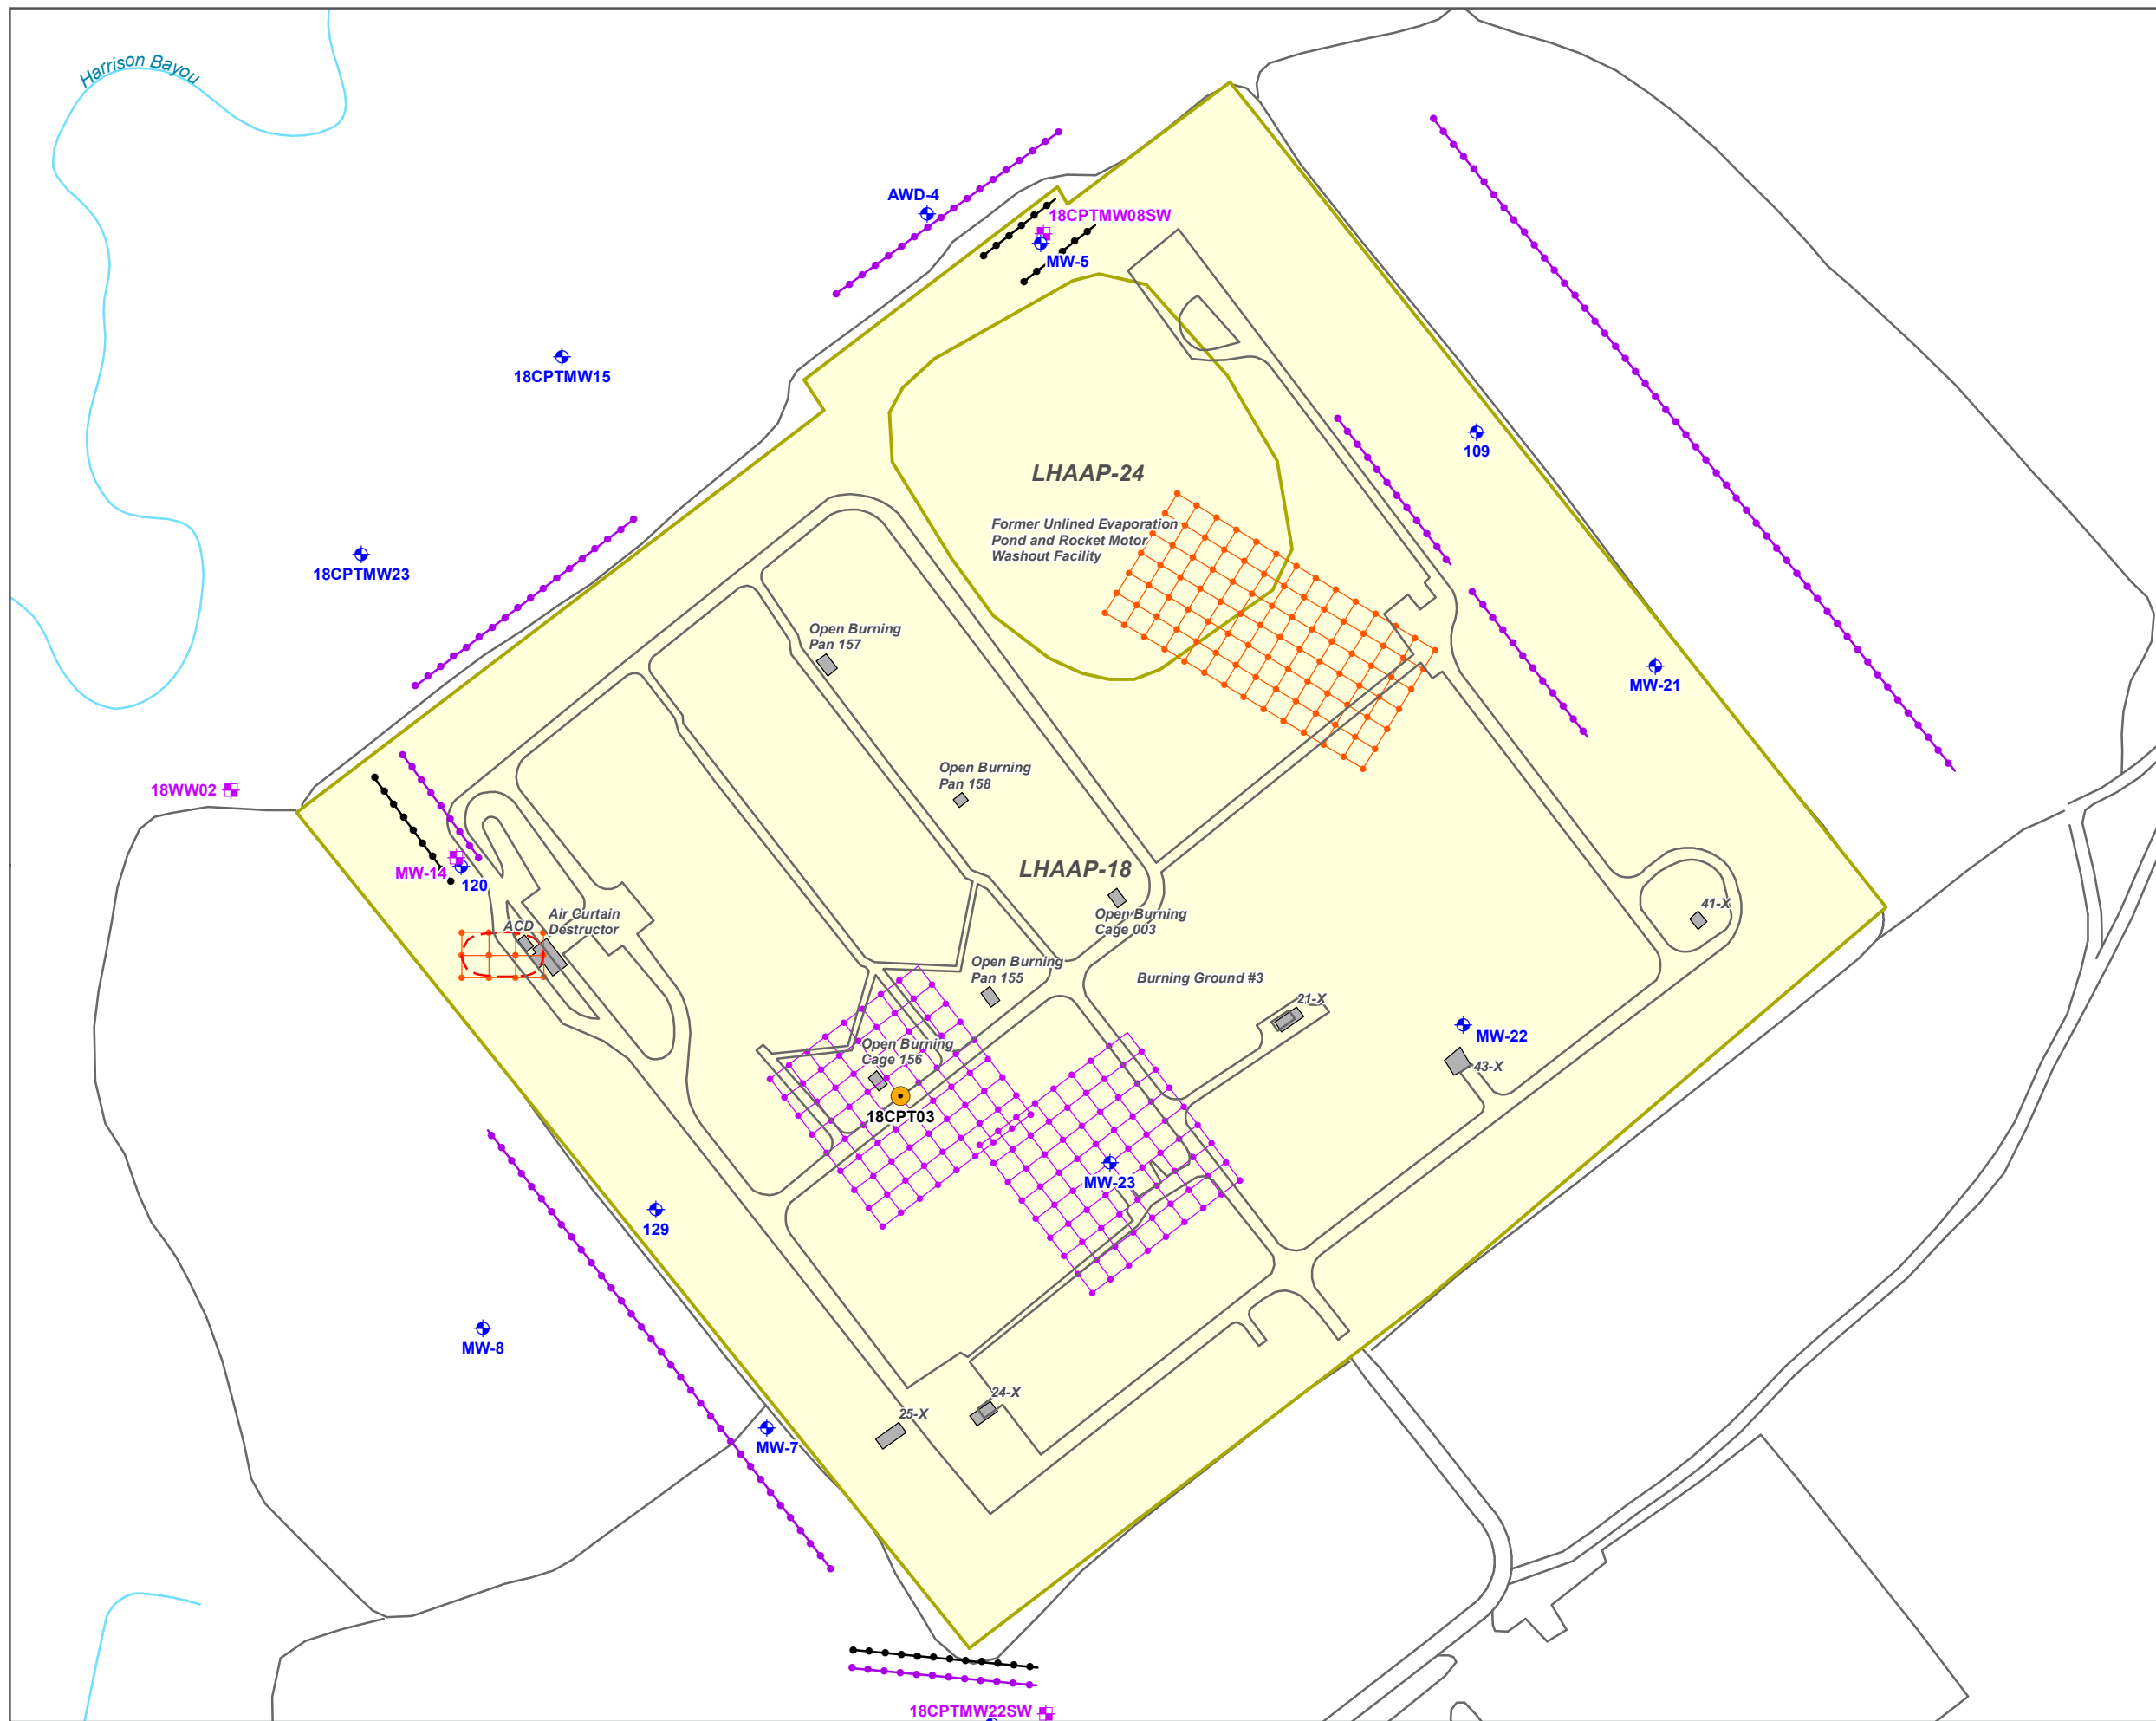 Harrison Bayou
AWD-4
18CPTMW08SW
MW-5
18CPTMW15
109
LHAAP-24
Former Unlined Evaporation
Pond and Rocket Motor
Washout Facility
18CPTMW23
Open Burning
Pan 157
MW-21
Open Burning
Pan 158
18WW02
LHAAP-18
MW-14
120
Open Burning
Cage 003
41-X
Air Curtain
Destructor
ACD
Open Burning
Pan 155
Burning Ground #3
21-X
MW-22
Open Burning
Cage 156
43-X
18CPT03
MW-23
129
MW-8
24-X
25-X
MW-7
18CPTMW22SW